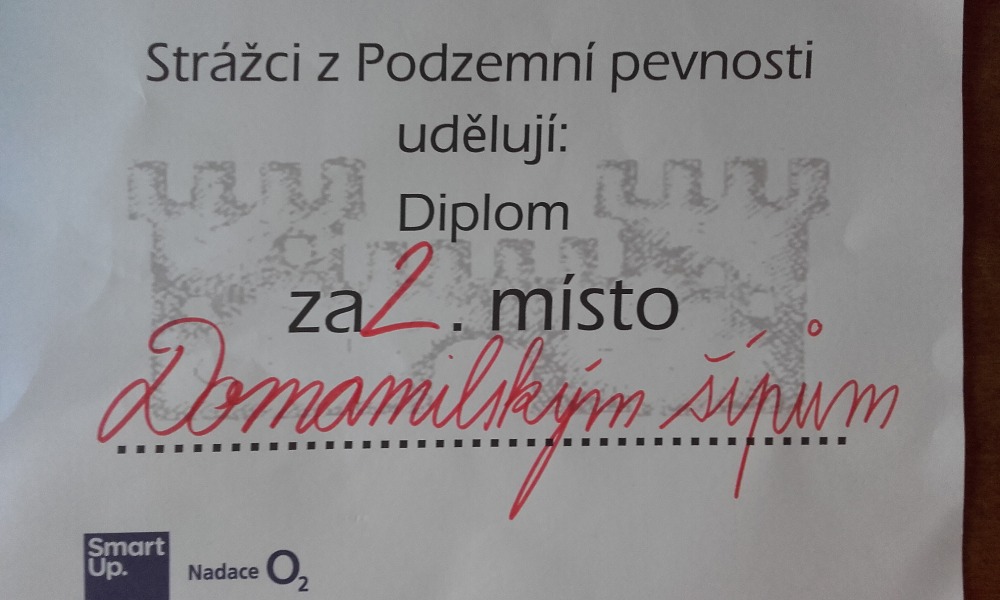 Strážci z Podzemní pevnosti
udělují:
Diplom
za 2. místo
Domamilským šípům
Smart
Up.
Nadace O2